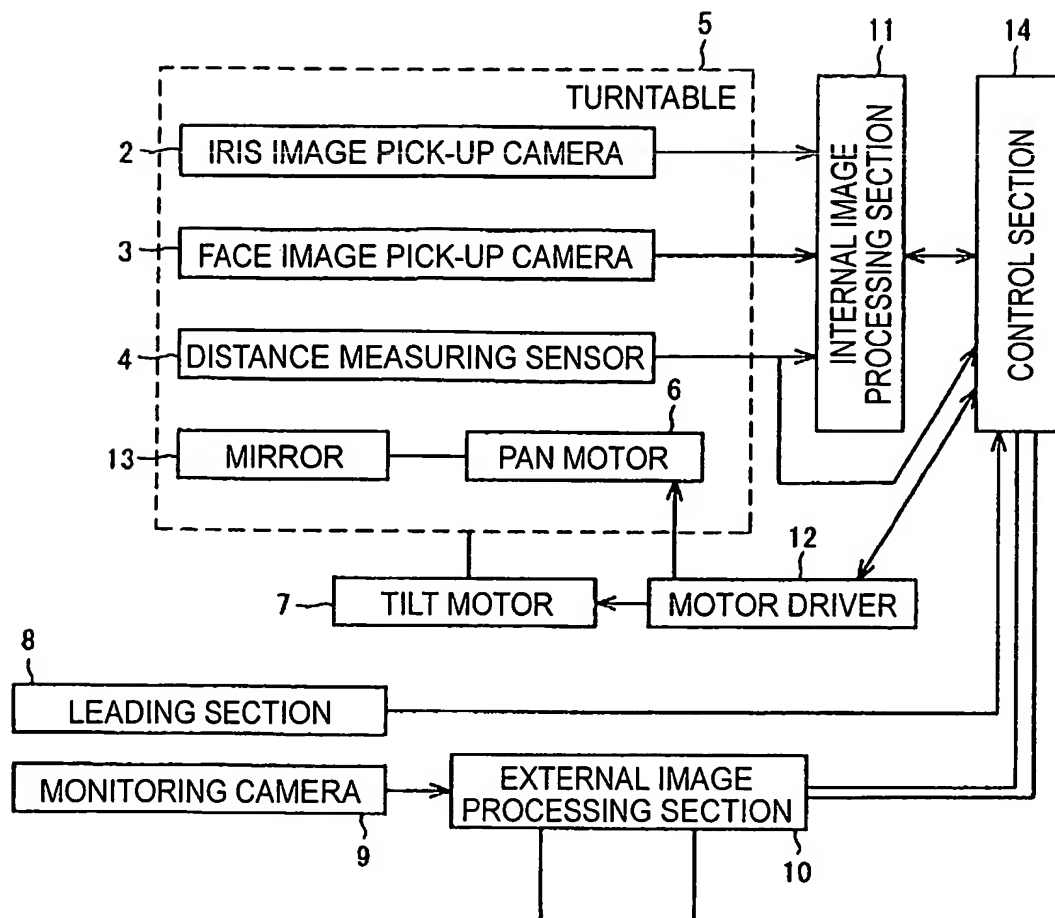 5
11
14
TURNTABLE
2
IRIS IMAGE PICK-UP CAMERA
3
FACE IMAGE PICK-UP CAMERA
4
DISTANCE MEASURING SENSOR
6
13
MIRROR
PAN MOTOR
INTERNAL IMAGE
PROCESSING SECTION
CONTROL SECTION
12
7
TILT MOTOR
MOTOR DRIVER
8
LEADING SECTION
MONITORING CAMERA
9
EXTERNAL IMAGE
PROCESSING SECTION
10